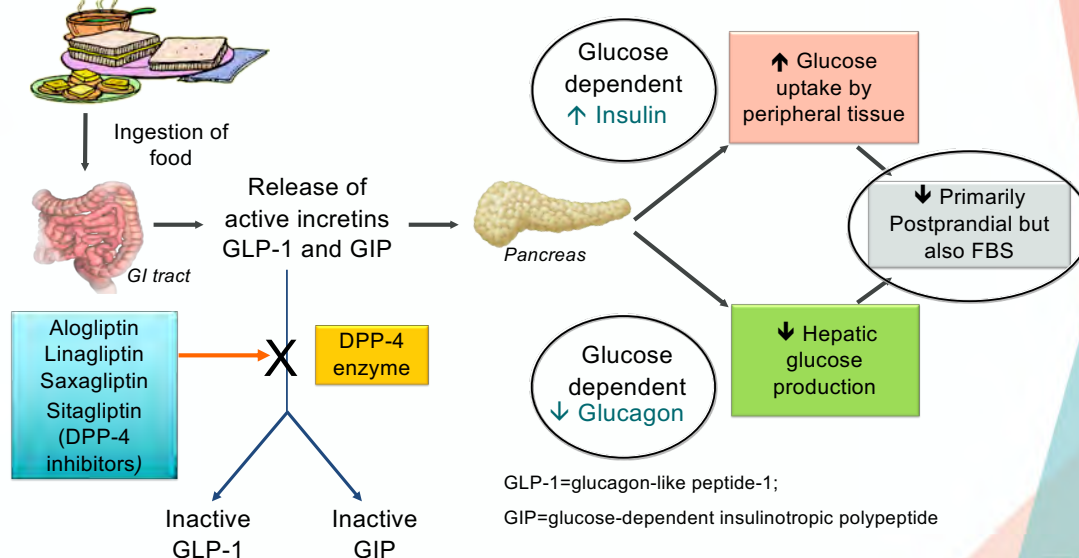 Ingestion of
food
GI tract
Release of
active incretins
GLP-1 and GIP
Pancreas
Glucose
dependent
↑ Insulin
↑ Glucose
uptake by
peripheral tissue
↓ Primarily
Postprandial but
also FBS
Alogliptin
Linagliptin
Saxagliptin
Sitagliptin
(DPP-4
inhibitors)
X
DPP-4
enzyme
Glucose
dependent
↓ Glucagon
↓ Hepatic
glucose
production
Inactive
GLP-1
Inactive
GIP
GLP-1=glucagon-like peptide-1;
GIP=glucose-dependent insulinotropic polypeptide